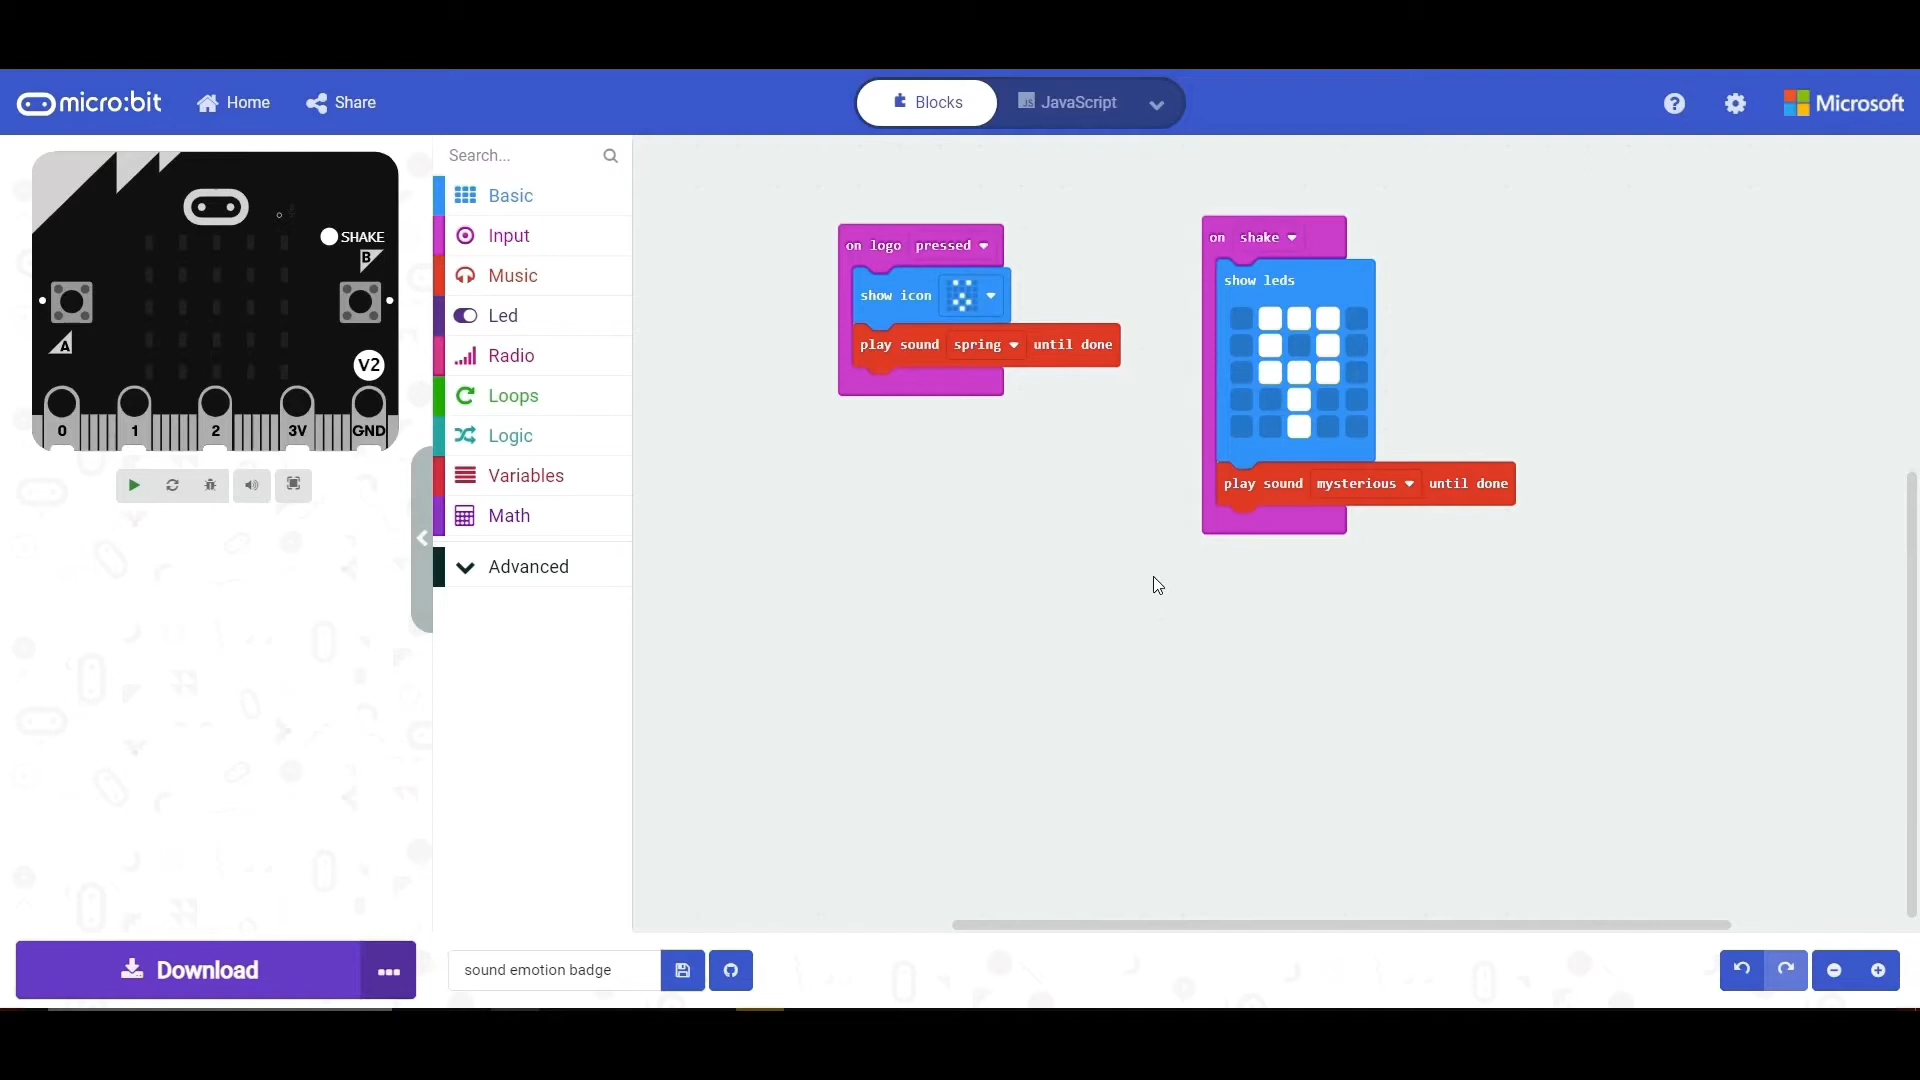 micro:bit Home Share Blocks JS JavaScript ? Microsoft
Search...
Basic
Input
Music
Led
Radio
Loops
Logic
Variables
Math
Advanced
SHAKE
B
A
V2
0 1 2 3V GND
on logo pressed
show icon
play sound spring until done
on shake
show leds
play sound mysterious until done
Download
sound emotion badge